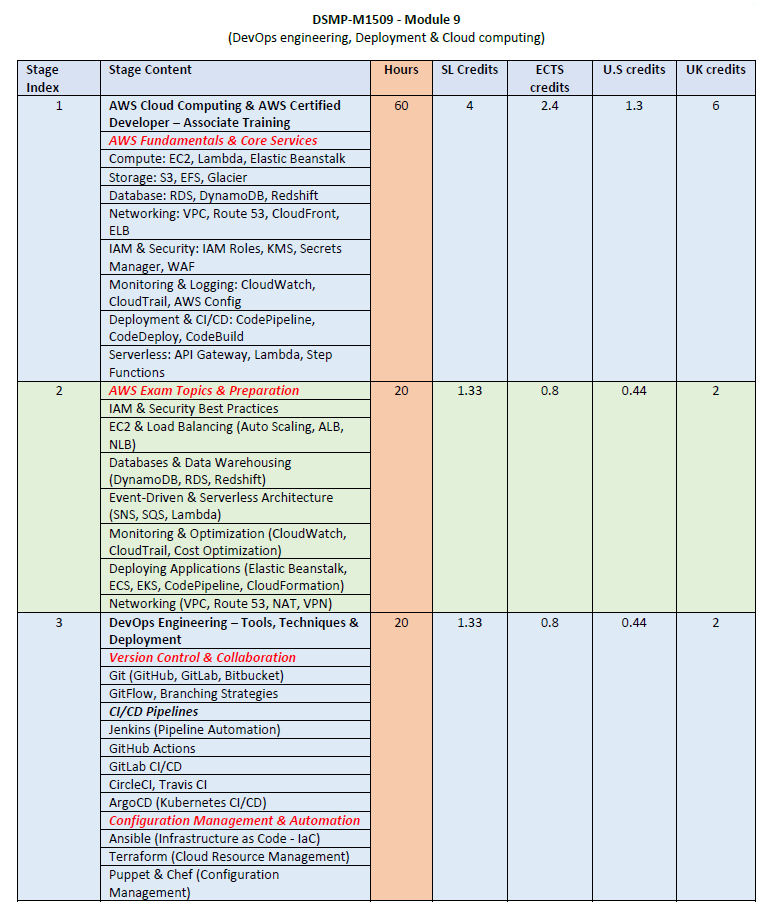 DSMP-M1509 - Module 9
(DevOps engineering, Deployment & Cloud computing)
Stage Index Stage Content Hours SL Credits ECTS credits U.S credits UK credits
1 AWS Cloud Computing & AWS Certified 60 4 2.4 1.3 6
Developer – Associate Training
AWS Fundamentals & Core Services
Compute: EC2, Lambda, Elastic Beanstalk
Storage: S3, EFS, Glacier
Database: RDS, DynamoDB, Redshift
Networking: VPC, Route 53, CloudFront,
ELB
IAM & Security: IAM Roles, KMS, Secrets
Manager, WAF
Monitoring & Logging: CloudWatch,
CloudTrail, AWS Config
Deployment & CI/CD: CodePipeline,
CodeDeploy, CodeBuild
Serverless: API Gateway, Lambda, Step
Functions
2 AWS Exam Topics & Preparation 20 1.33 0.8 0.44 2
IAM & Security Best Practices
EC2 & Load Balancing (Auto Scaling, ALB,
NLB)
Databases & Data Warehousing
(DynamoDB, RDS, Redshift)
Event-Driven & Serverless Architecture
(SNS, SQS, Lambda)
Monitoring & Optimization (CloudWatch,
CloudTrail, Cost Optimization)
Deploying Applications (Elastic Beanstalk,
ECS, EKS, CodePipeline, CloudFormation)
Networking (VPC, Route 53, NAT, VPN)
3 DevOps Engineering – Tools, Techniques & 20 1.33 0.8 0.44 2
Deployment
Version Control & Collaboration
Git (GitHub, GitLab, Bitbucket)
GitFlow, Branching Strategies
CI/CD Pipelines
Jenkins (Pipeline Automation)
GitHub Actions
GitLab CI/CD
CircleCI, Travis CI
ArgoCD (Kubernetes CI/CD)
Configuration Management & Automation
Ansible (Infrastructure as Code - IaC)
Terraform (Cloud Resource Management)
Puppet & Chef (Configuration
Management)